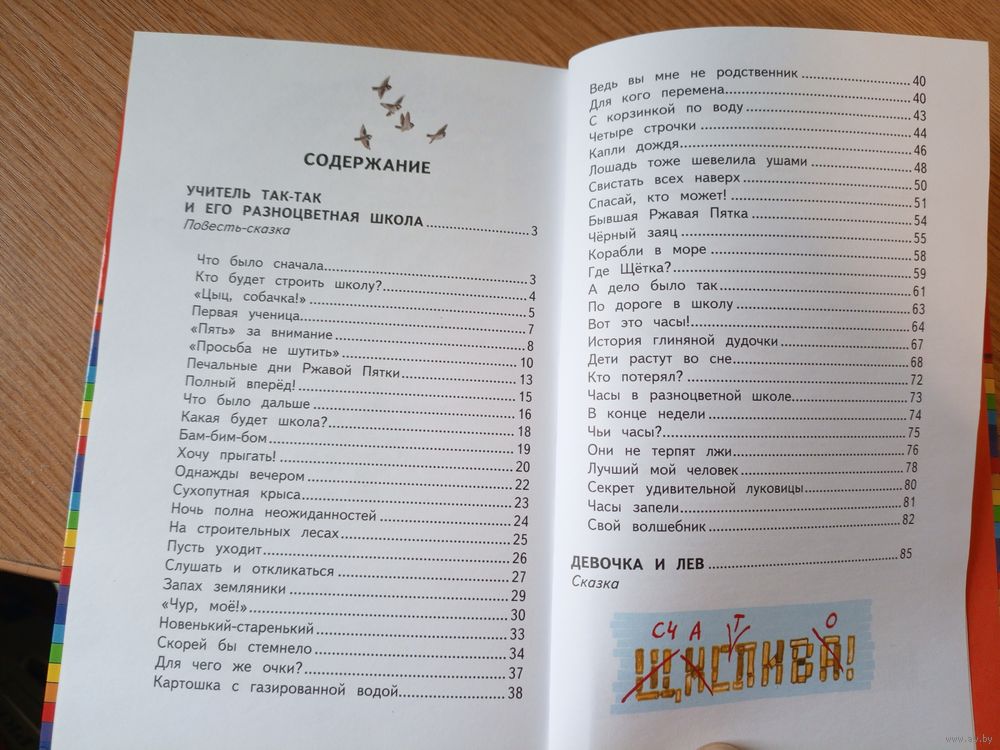 СОДЕРЖАНИЕ
УЧИТЕЛЬ ТАК-ТАК
И ЕГО РАЗНОЦВЕТНАЯ ШКОЛА 3
Повесть-сказка
Что было сначала 3
Кто будет строить школу? 4
«Цыц, собачка!» 5
Первая ученица 7
«Пять» за внимание 8
«Просьба не шутить» 10
Печальные дни Ржавой Пятки 13
Полный вперёд! 15
Что было дальше 16
Какая будет школа? 18
Бам-бим-бом 19
Хочу прыгать! 20
Однажды вечером 22
Сухопутная крыса 23
Ночь полна неожиданностей 24
На строительных лесах 25
Пусть уходит 26
Слушать и откликаться 27
Запах земляники 29
«Чур, моё!» 30
Новенький-старенький 33
Скорей бы стемнело 34
Для чего же очки? 37
Картошка с газированной водой 38
Ведь вы мне не родственник 40
Для кого перемена 40
С корзинкой по воду 43
Четыре строчки 44
Капли дождя 46
Лошадь тоже шевелила ушами 48
Свистать всех наверх 50
Спасай, кто может! 51
Бывшая Ржавая Пятка 54
Чёрный заяц 55
Корабли в море 58
Где Щётка? 59
А дело было так 61
По дороге в школу 63
Вот это часы! 64
История глиняной дудочки 67
Дети растут во сне 68
Кто потерял? 72
Часы в разноцветной школе 73
В конце недели 74
Чьи часы? 75
Они не терпят лжи 76
Лучший мой человек 78
Секрет удивительной луковицы 80
Часы запели 81
Свой волшебник 82
ДЕВОЧКА И ЛЕВ 85
Сказка
СЧ А Т О
ЩИСЛИВА!
www.av.by